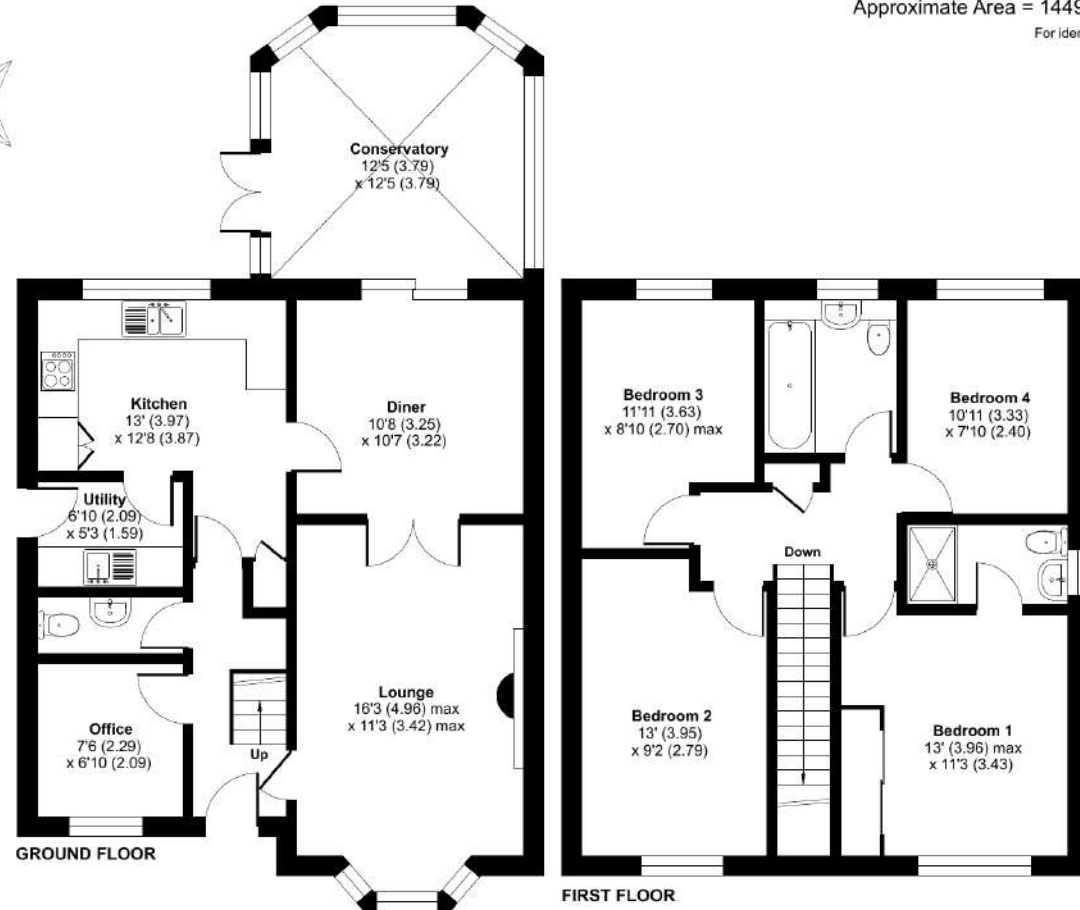 Approximate Area = 1449
For iden
Conservatory
12'5 (3.79)
x 12'5 (3.79)
Kitchen
13' (3.97)
x 12'8 (3.87)
Diner
10'8 (3.25)
x 10'7 (3.22)
Utility
6'10 (2.09)
x 5'3 (1.59)
Lounge
16'3 (4.96) max
x 11'3 (3.42) max
Office
7'6 (2.29)
x 6'10 (2.09)
Up
GROUND FLOOR
Bedroom 3
11'11 (3.63)
x 8'10 (2.70) max
Bedroom 4
10'11 (3.33)
x 7'10 (2.40)
Down
Bedroom 2
13' (3.95)
x 9'2 (2.79)
Bedroom 1
13' (3.96) max
x 11'3 (3.43)
FIRST FLOOR